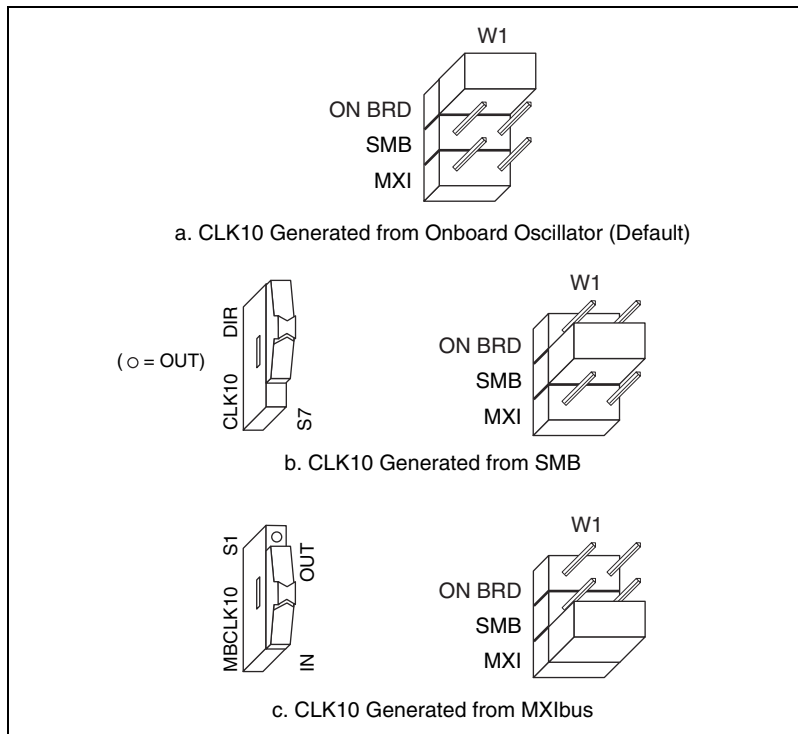 W1
ON BRD
SMB
MXI
a. CLK10 Generated from Onboard Oscillator (Default)
DIR
(○ = OUT)
CLK10
S7
W1
ON BRD
SMB
MXI
b. CLK10 Generated from SMB
S1
OUT
MBCLK10
IN
W1
ON BRD
SMB
MXI
c. CLK10 Generated from MXIbus